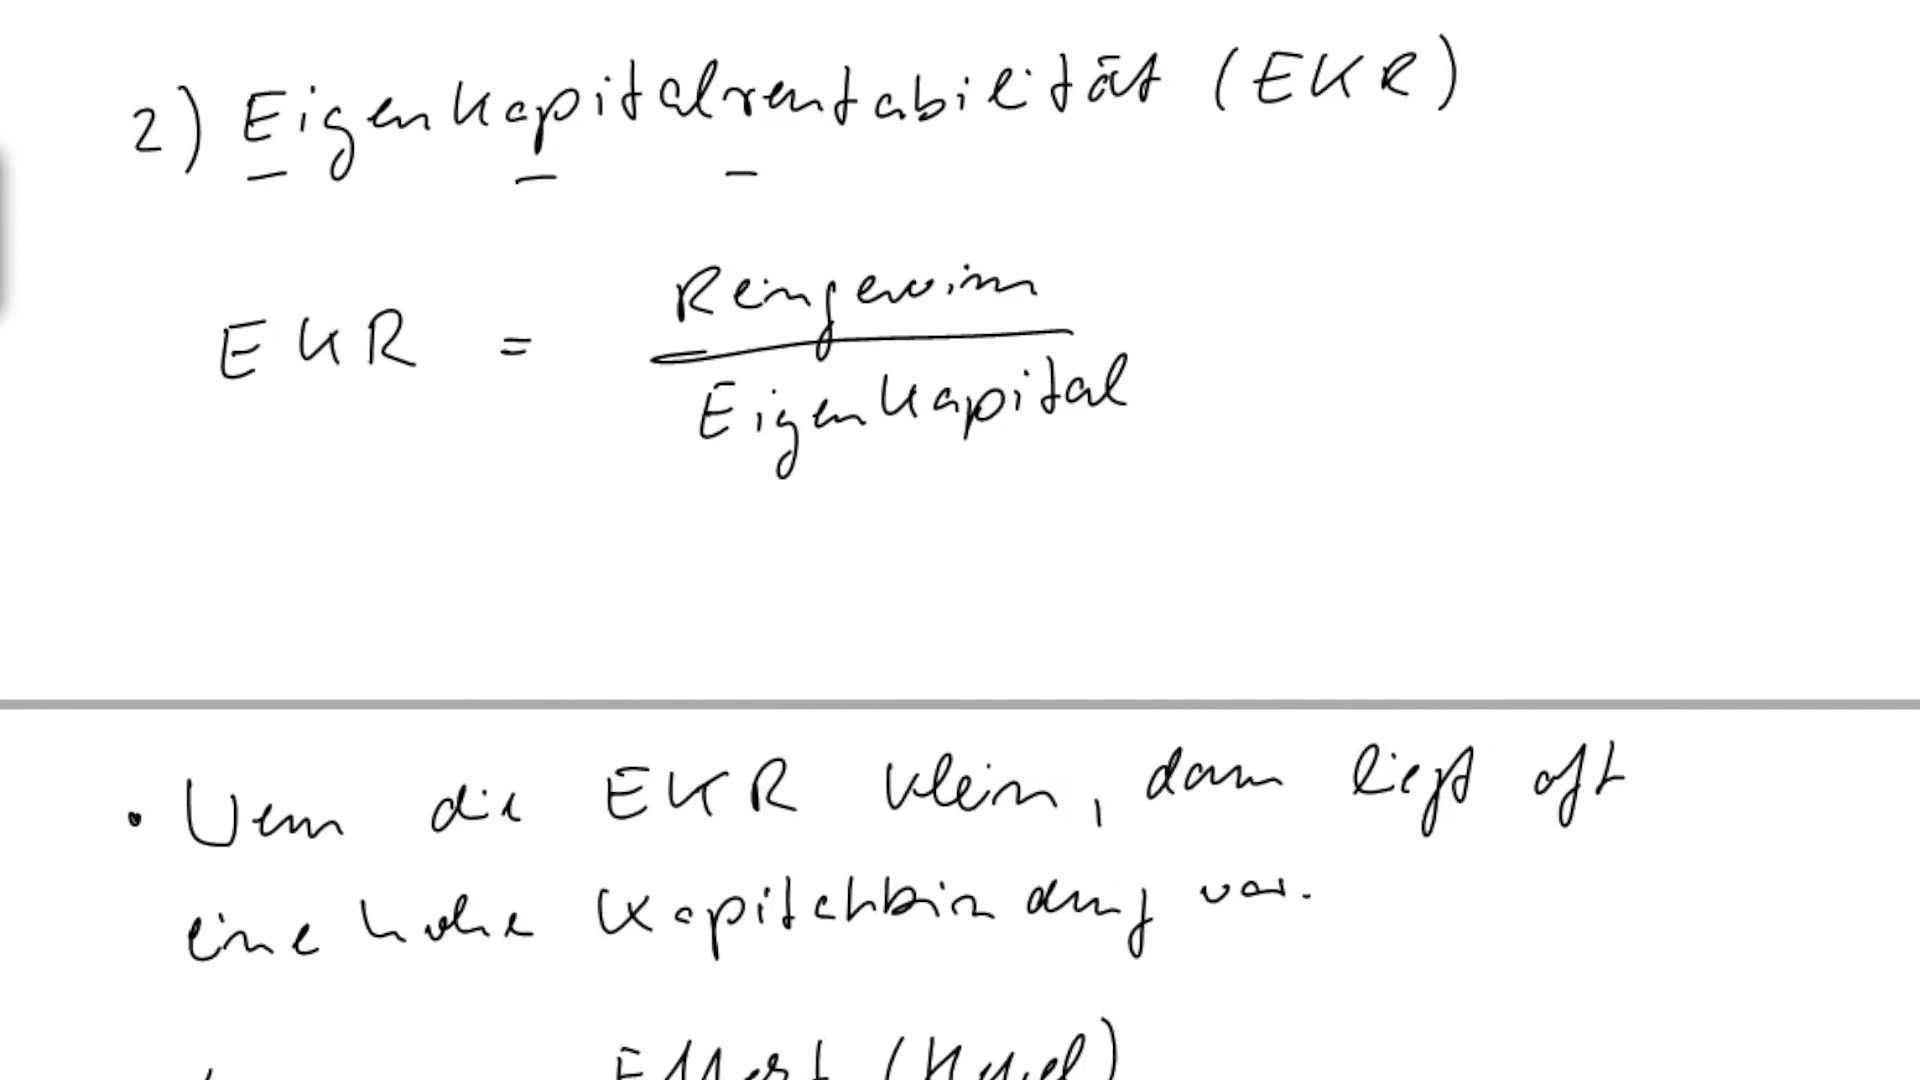 2) Eigenkapitalrentabilität (EKR)
EKR = Reingewinn
Eigenkapital
• Wenn die EKR klein, dann liegt oft
eine hohe Kapitalbindung vor.